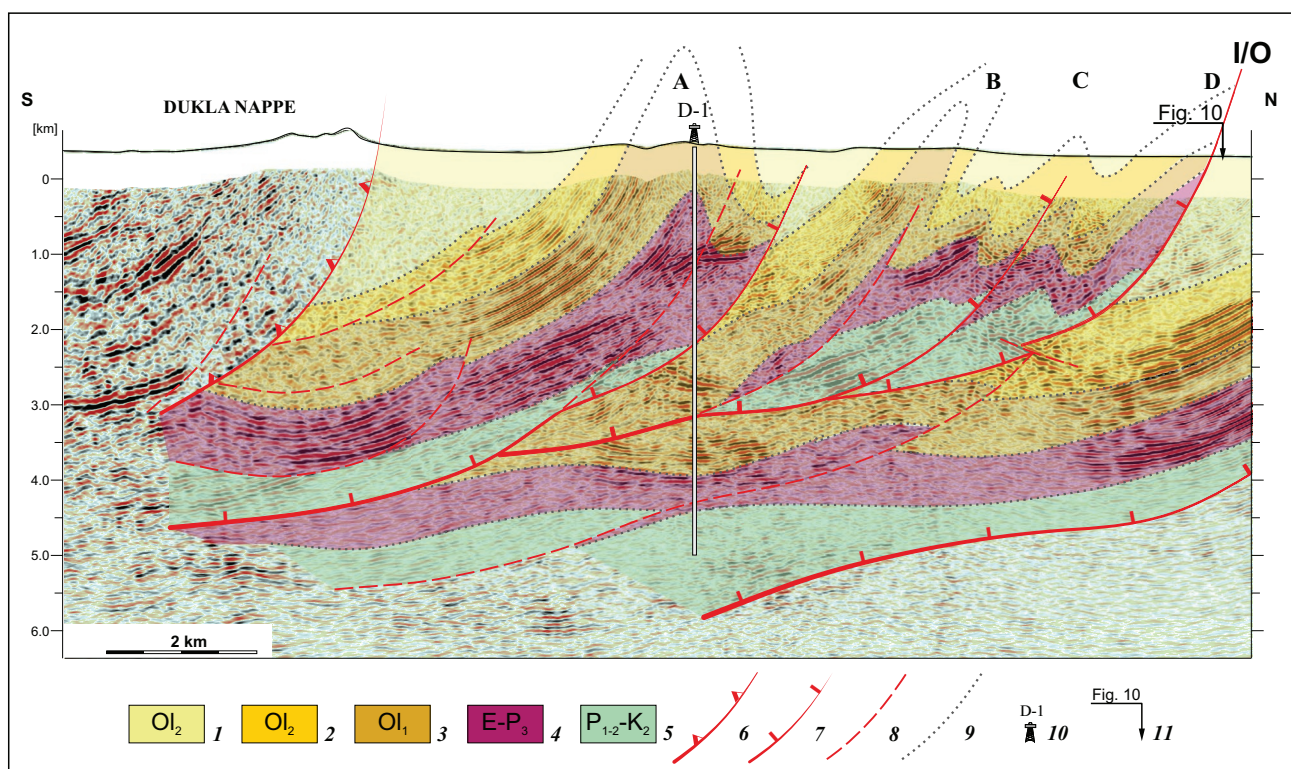 I/O
A B C D
DUKLA NAPPE
D-1
S N
Fig. 10
[km]
0
1.0
2.0
3.0
4.0
5.0
6.0
2 km
Ol₂ 1 Ol₂ 2 Ol₁ 3 E-P₃ 4 P₁₋₂-K₂ 5 6 7 8 9 D-1 10 Fig. 10 11